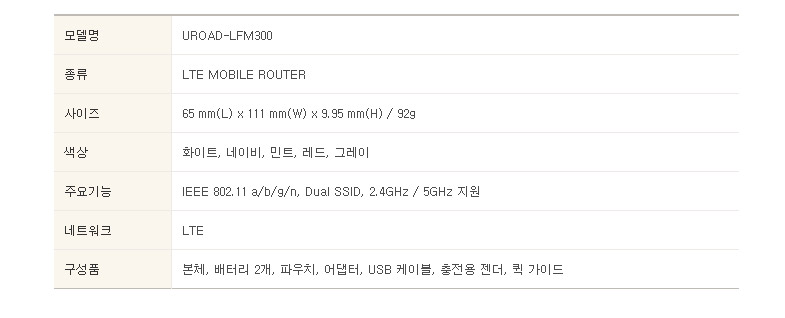 모델명 UROAD-LFM300
종류 LTE MOBILE ROUTER
사이즈 65 mm(L) x 111 mm(W) x 9.95 mm(H) / 92g
색상 화이트, 네이비, 민트, 레드, 그레이
주요기능 IEEE 802.11 a/b/g/n, Dual SSID, 2.4GHz / 5GHz 지원
네트워크 LTE
구성품 본체, 배터리 2개, 파우치, 어댑터, USB 케이블, 충전용 젠더, 퀵 가이드